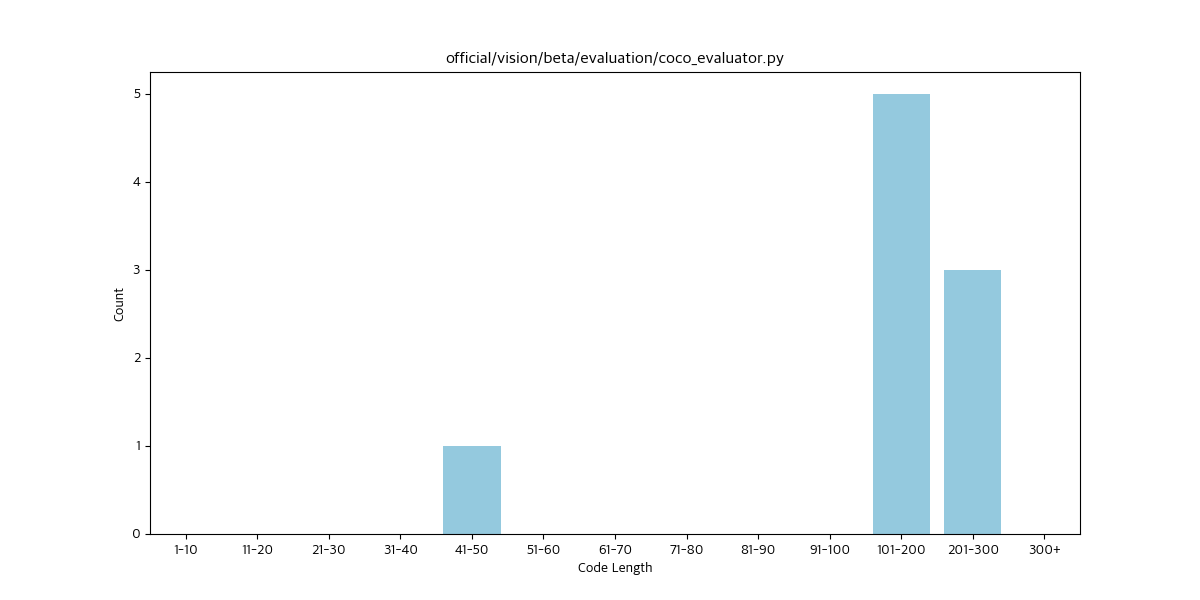 official/vision/beta/evaluation/coco_evaluator.py
5
4
3
2
1
0
Count
1-10 11-20 21-30 31-40 41-50 51-60 61-70 71-80 81-90 91-100 101-200 201-300 300+
Code Length